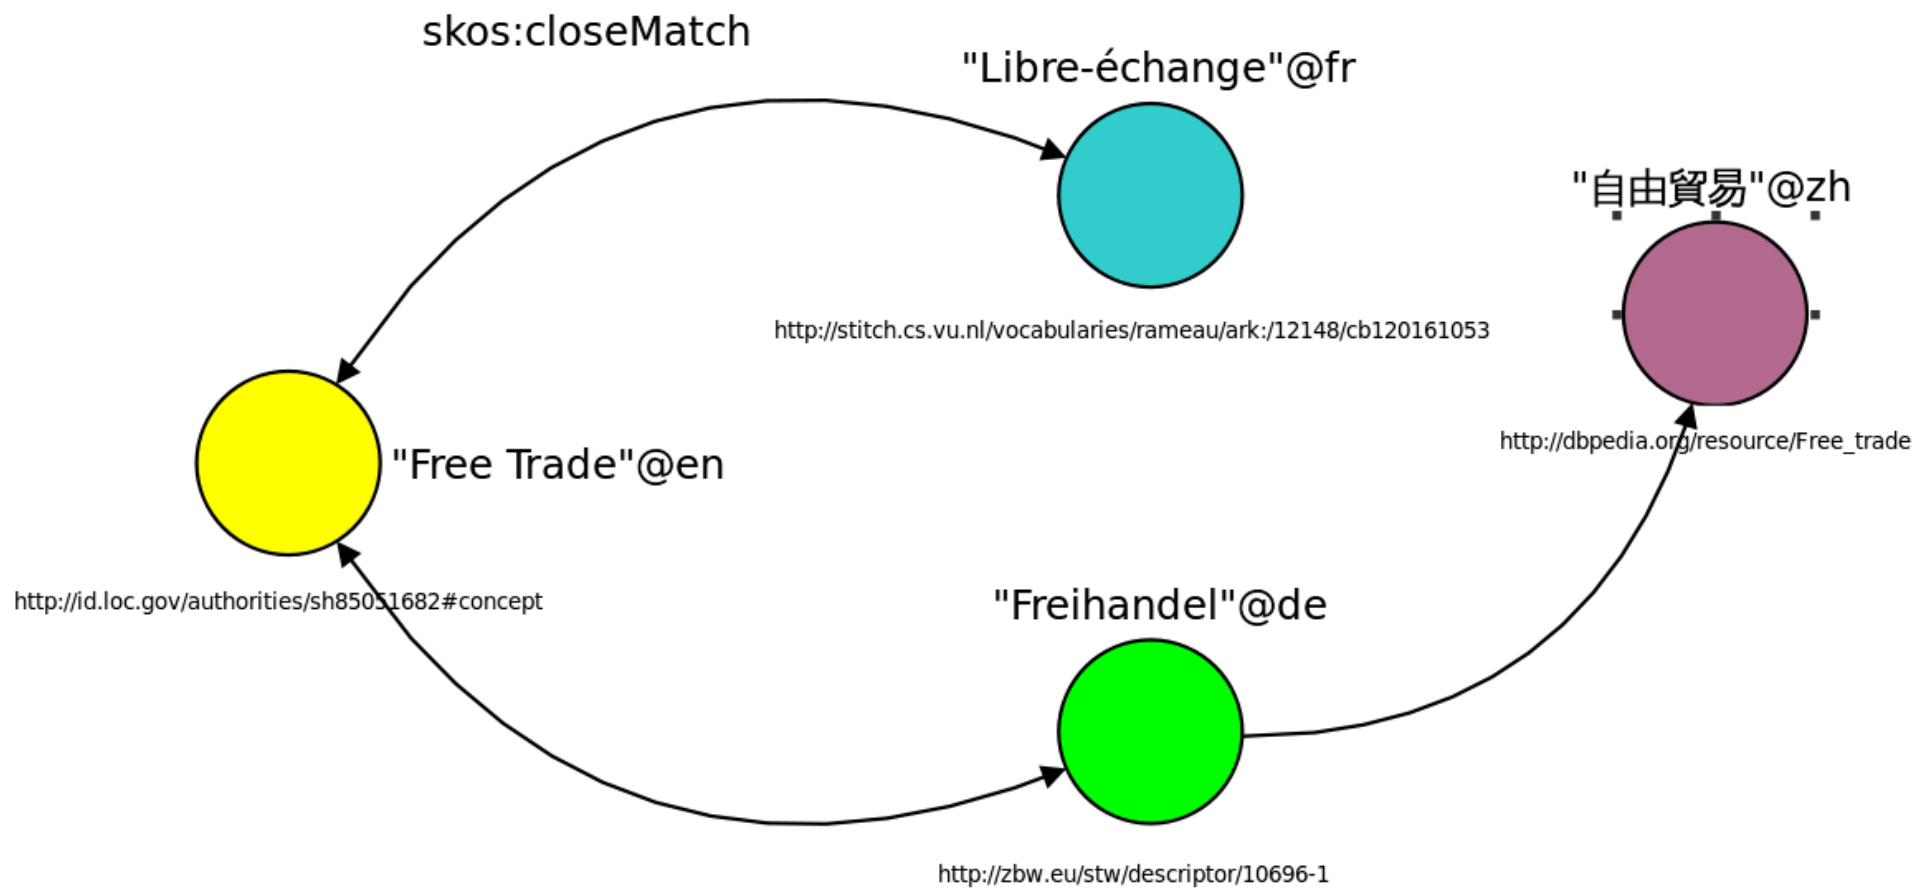 skos:closeMatch
"Libre-échange"@fr
"自由貿易"@zh
http://stitch.cs.vu.nl/vocabularies/rameau/ark:/12148/cb120161053
http://dbpedia.org/resource/Free_trade
"Free Trade"@en
http://id.loc.gov/authorities/sh85051682#concept
"Freihandel"@de
http://zbw.eu/stw/descriptor/10696-1